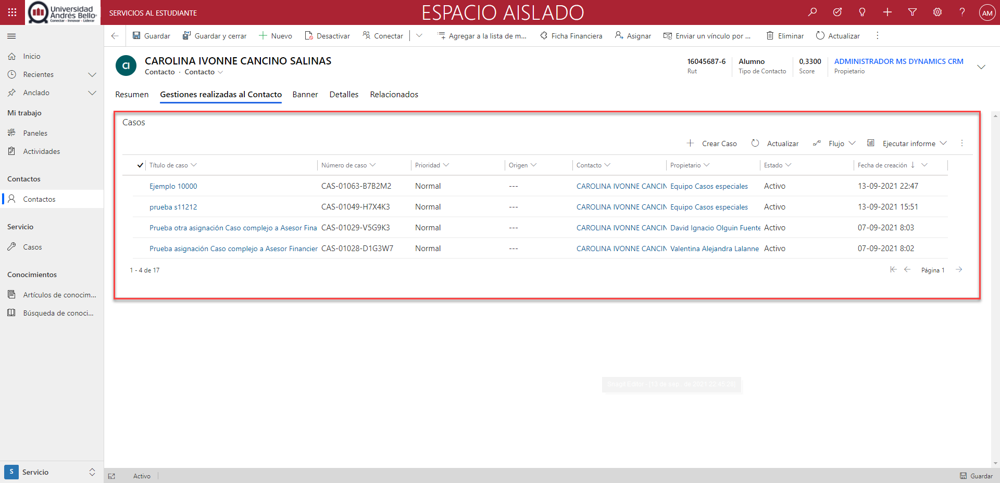 Universidad
Andrés Bello
Conectar - Innovar - Liderar
SERVICIOS AL ESTUDIANTE
ESPACIO AISLADO
AM
Guardar
Guardar y cerrar
Nuevo
Desactivar
Conectar
Agregar a la lista de m...
Ficha Financiera
Asignar
Enviar un vínculo por ...
Eliminar
Actualizar
Inicio
Recientes
Anclado
Mi trabajo
Paneles
Actividades
Contactos
Contactos
Servicio
Casos
Conocimientos
Artículos de conocim...
Búsqueda de conoci...
S
Servicio
CI
CAROLINA IVONNE CANCINO SALINAS
Contacto · Contacto
16045687-6
Rut
Alumno
Tipo de Contacto
0,3300
Score
ADMINISTRADOR MS DYNAMICS CRM
Propietario
Resumen
Gestiones realizadas al Contacto
Banner
Detalles
Relacionados
Casos
Crear Caso
Actualizar
Flujo
Ejecutar informe
Título de caso
Número de caso
Prioridad
Origen
Contacto
Propietario
Estado
Fecha de creación
Ejemplo 10000 CAS-01063-B7B2M2 Normal --- CAROLINA IVONNE CANCIN Equipo Casos especiales Activo 13-09-2021 22:47
prueba s11212 CAS-01049-H7X4K3 Normal --- CAROLINA IVONNE CANCIN Equipo Casos especiales Activo 13-09-2021 15:51
Prueba otra asignación Caso complejo a Asesor Fina CAS-01029-V5G9K3 Normal --- CAROLINA IVONNE CANCIN David Ignacio Olguin Fuente Activo 07-09-2021 8:03
Prueba asignación Caso complejo a Asesor Financier CAS-01028-D1G3W7 Normal --- CAROLINA IVONNE CANCIN Valentina Alejandra Lalanne Activo 07-09-2021 8:02
1 - 4 de 17
Página 1
Snagit Editor - [13 de sep.. de 2021 22:45:28]
Activo
Guardar